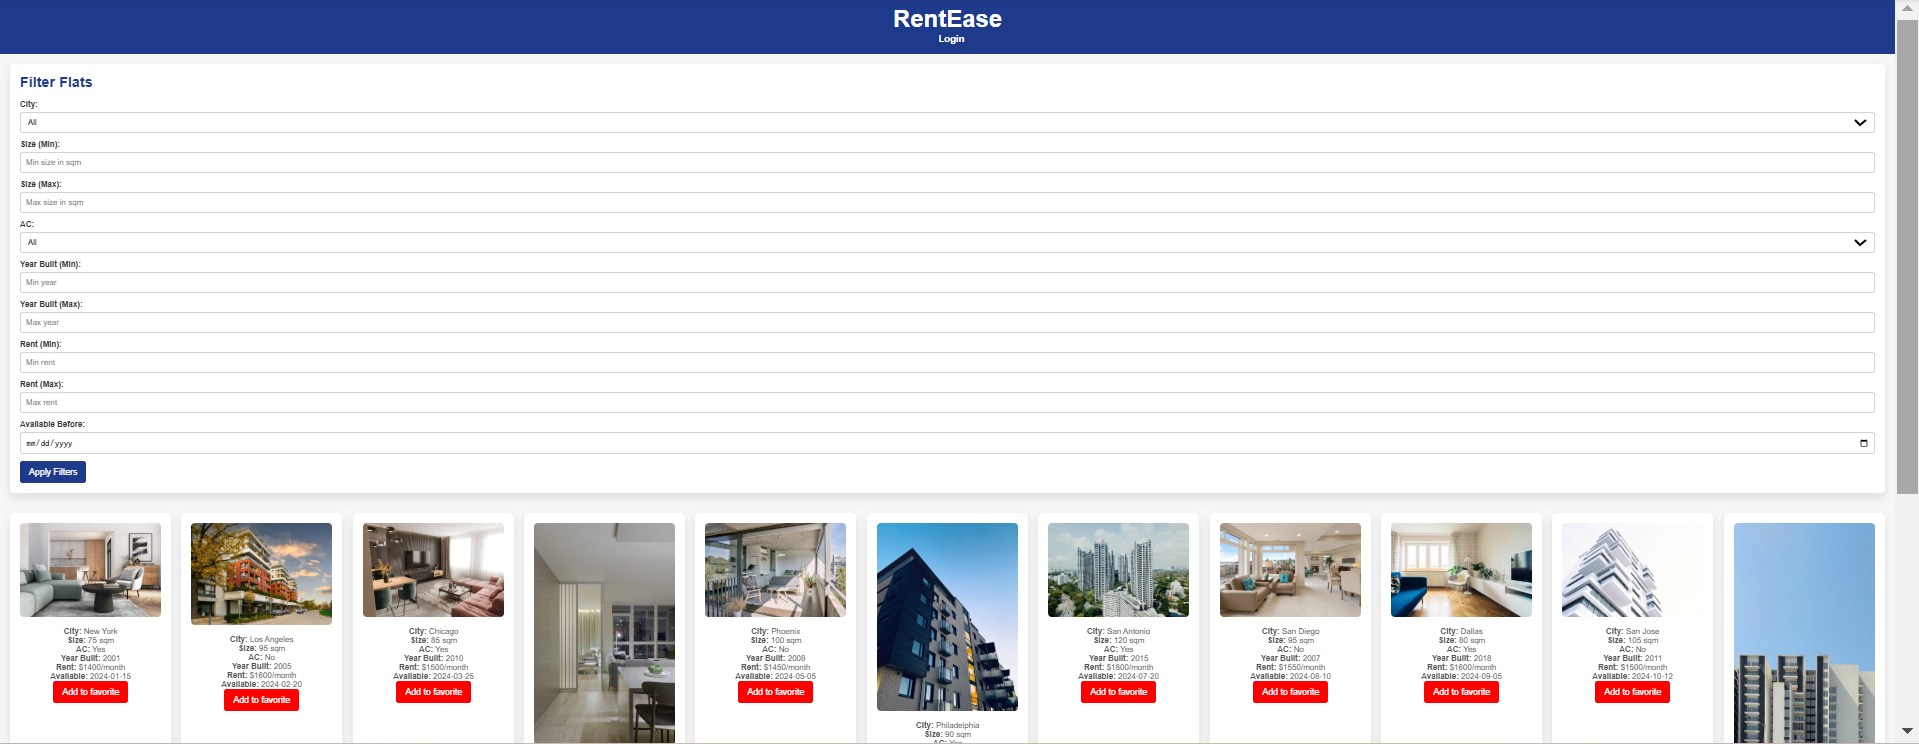 RentEase
Login
Filter Flats
City:
All
Size (Min):
Min size in sqm
Size (Max):
Max size in sqm
AC:
All
Year Built (Min):
Min year
Year Built (Max):
Max year
Rent (Min):
Min rent
Rent (Max):
Max rent
Available Before:
mm/dd/yyyy
Apply Filters
City: New York
Size: 75 sqm
AC: Yes
Year Built: 2001
Rent: $1400/month
Available: 2024-01-15
Add to favorite
City: Los Angeles
Size: 95 sqm
AC: No
Year Built: 2005
Rent: $1600/month
Available: 2024-02-20
Add to favorite
City: Chicago
Size: 85 sqm
AC: Yes
Year Built: 2010
Rent: $1500/month
Available: 2024-03-25
Add to favorite
City: Phoenix
Size: 100 sqm
AC: No
Year Built: 2008
Rent: $1450/month
Available: 2024-05-05
Add to favorite
City: Philadelphia
Size: 90 sqm
AC: Yes
City: San Antonio
Size: 120 sqm
AC: Yes
Year Built: 2015
Rent: $1800/month
Available: 2024-07-20
Add to favorite
City: San Diego
Size: 95 sqm
AC: No
Year Built: 2007
Rent: $1550/month
Available: 2024-08-10
Add to favorite
City: Dallas
Size: 80 sqm
AC: Yes
Year Built: 2018
Rent: $1600/month
Available: 2024-09-05
Add to favorite
City: San Jose
Size: 105 sqm
AC: No
Year Built: 2011
Rent: $1500/month
Available: 2024-10-12
Add to favorite